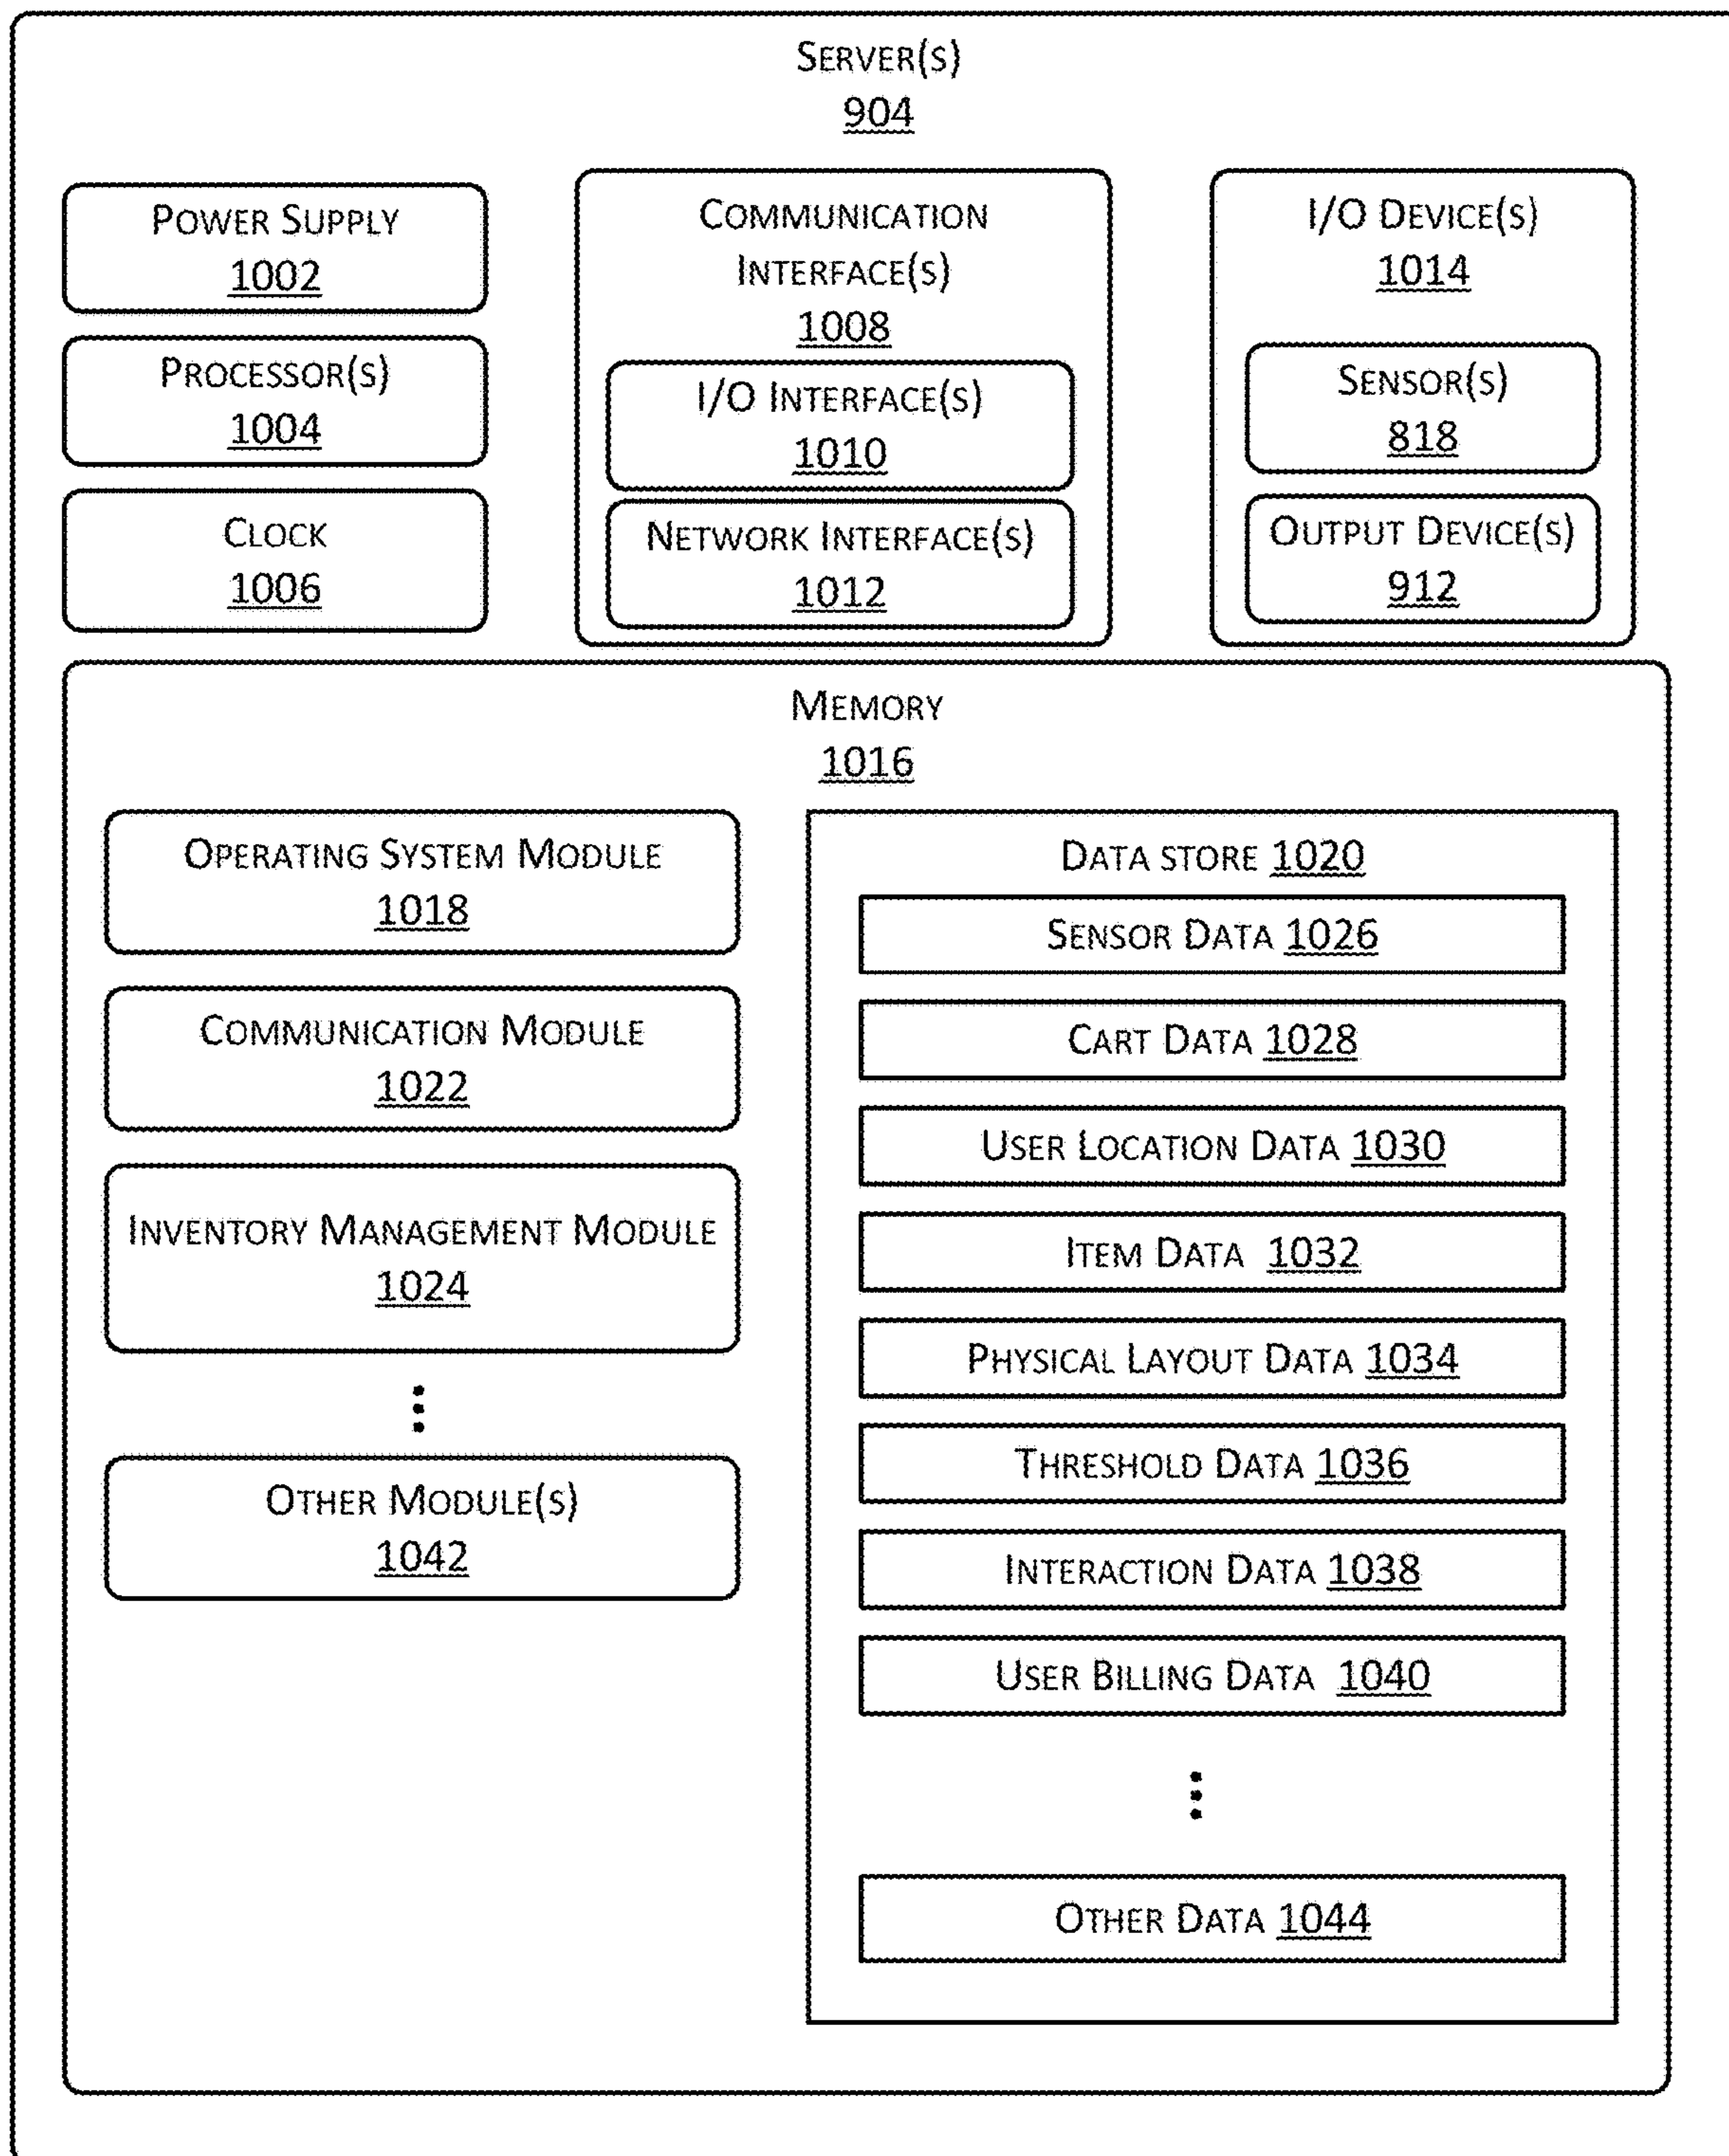 SERVER(S)
904
POWER SUPPLY
1002
PROCESSOR(S)
1004
CLOCK
1006
COMMUNICATION
INTERFACE(S)
1008
I/O INTERFACE(S)
1010
NETWORK INTERFACE(S)
1012
I/O DEVICE(S)
1014
SENSOR(S)
818
OUTPUT DEVICE(S)
912
MEMORY
1016
OPERATING SYSTEM MODULE
1018
COMMUNICATION MODULE
1022
INVENTORY MANAGEMENT MODULE
1024
OTHER MODULE(S)
1042
DATA STORE 1020
SENSOR DATA 1026
CART DATA 1028
USER LOCATION DATA 1030
ITEM DATA 1032
PHYSICAL LAYOUT DATA 1034
THRESHOLD DATA 1036
INTERACTION DATA 1038
USER BILLING DATA 1040
OTHER DATA 1044